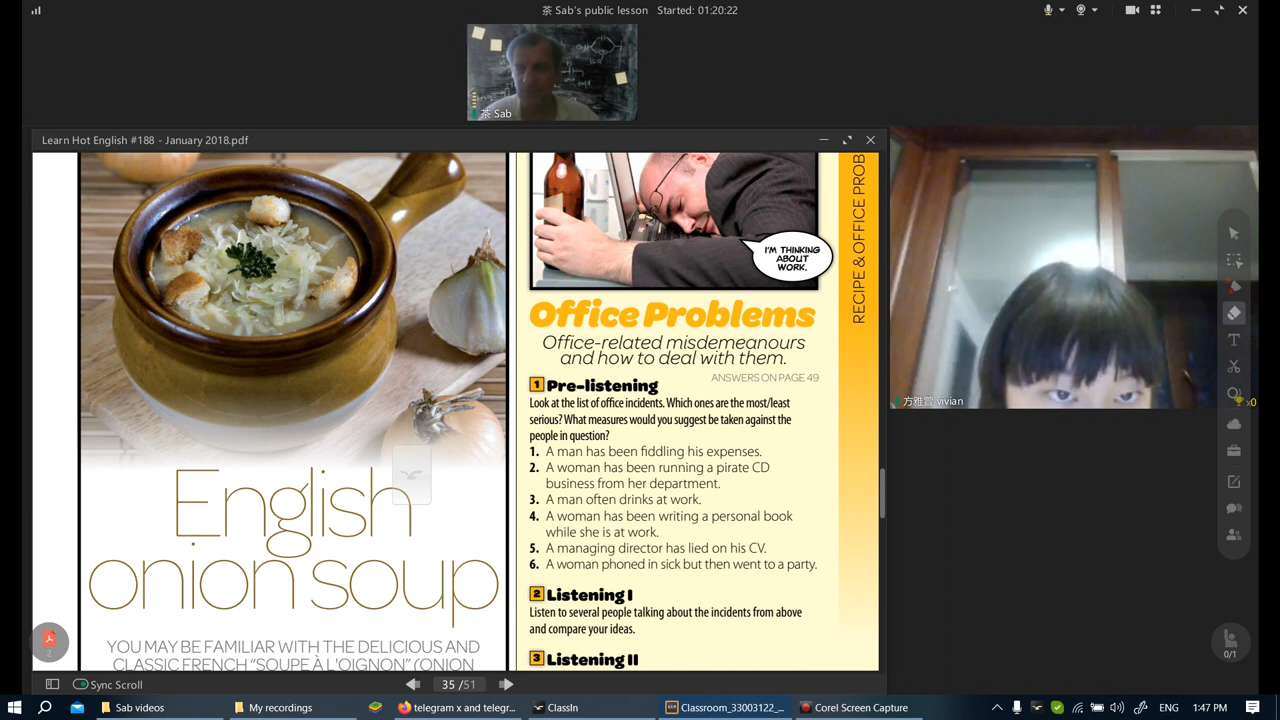 茶 Sab's public lesson   Started: 01:20:22
茶 Sab
Learn Hot English #188 - January 2018.pdf
English
onion soup
YOU MAY BE FAMILIAR WITH THE DELICIOUS AND
CLASSIC FRENCH “SOUPE À L'OIGNON” (ONION
I'M THINKING
ABOUT
WORK.
RECIPE & OFFICE PROB
Office Problems
Office-related misdemeanours
and how to deal with them.
ANSWERS ON PAGE 49
1 Pre-listening
Look at the list of office incidents. Which ones are the most/least
serious? What measures would you suggest be taken against the
people in question?
1. A man has been fiddling his expenses.
2. A woman has been running a pirate CD
business from her department.
3. A man often drinks at work.
4. A woman has been writing a personal book
while she is at work.
5. A managing director has lied on his CV.
6. A woman phoned in sick but then went to a party.
2 Listening I
Listen to several people talking about the incidents from above
and compare your ideas.
3 Listening II
方雅萱 vivian
x0
T
0/1
2
Sync Scroll
35 /51
Sab videos
My recordings
telegram x and telegr...
ClassIn
Classroom_33003122_...
Corel Screen Capture
ENG
1:47 PM